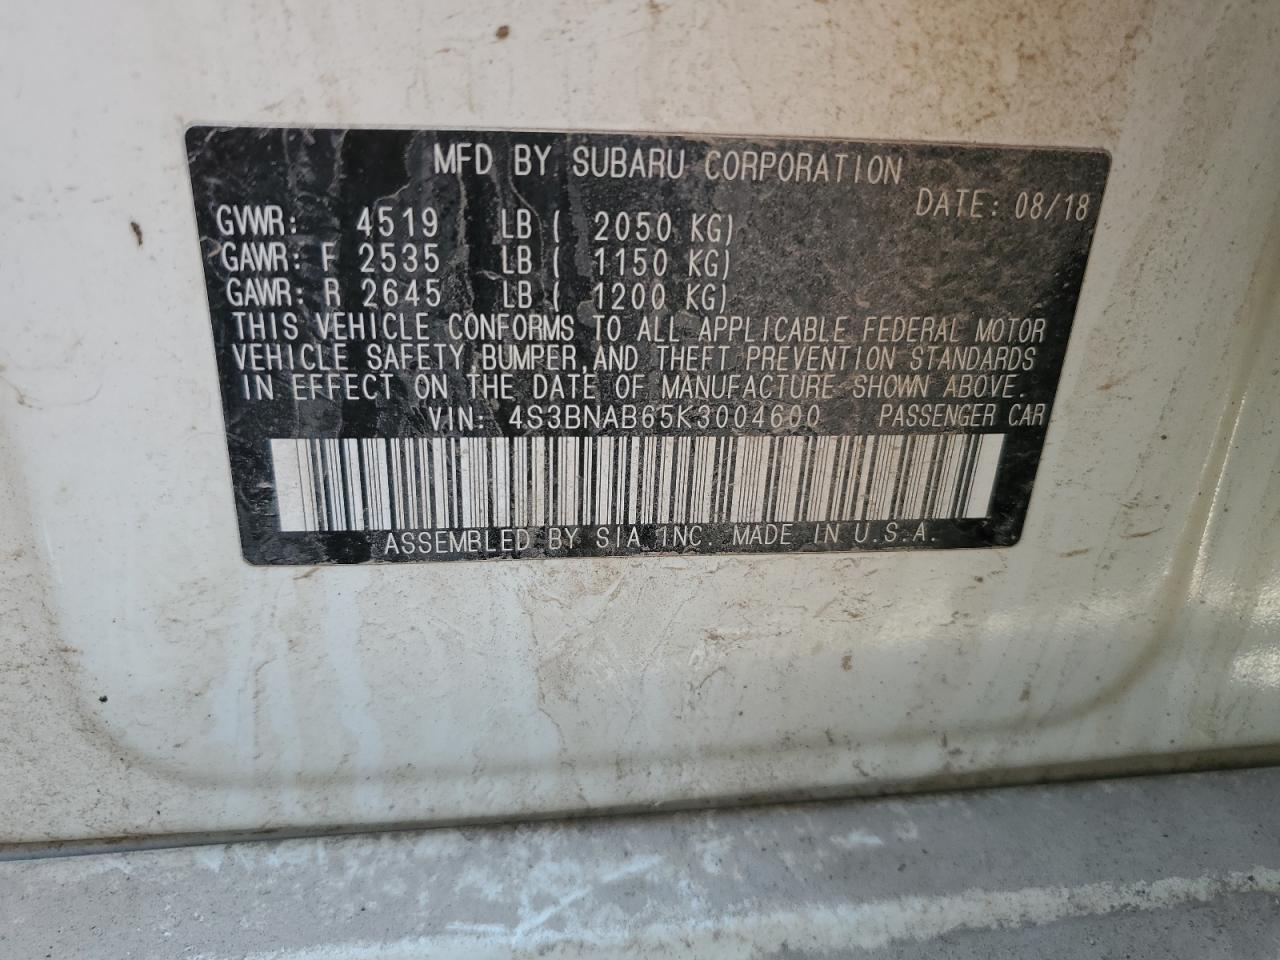 MFD BY SUBARU CORPORATION
DATE: 08/18
GVWR: 4519 LB ( 2050 KG)
GAWR: F 2535 LB ( 1150 KG)
GAWR: R 2645 LB ( 1200 KG)
THIS VEHICLE CONFORMS TO ALL APPLICABLE FEDERAL MOTOR
VEHICLE SAFETY,BUMPER,AND THEFT PREVENTION STANDARDS
IN EFFECT ON THE DATE OF MANUFACTURE SHOWN ABOVE.
VIN: 4S3BNAB65K3004600 PASSENGER CAR
ASSEMBLED BY SIA INC. MADE IN U.S.A.